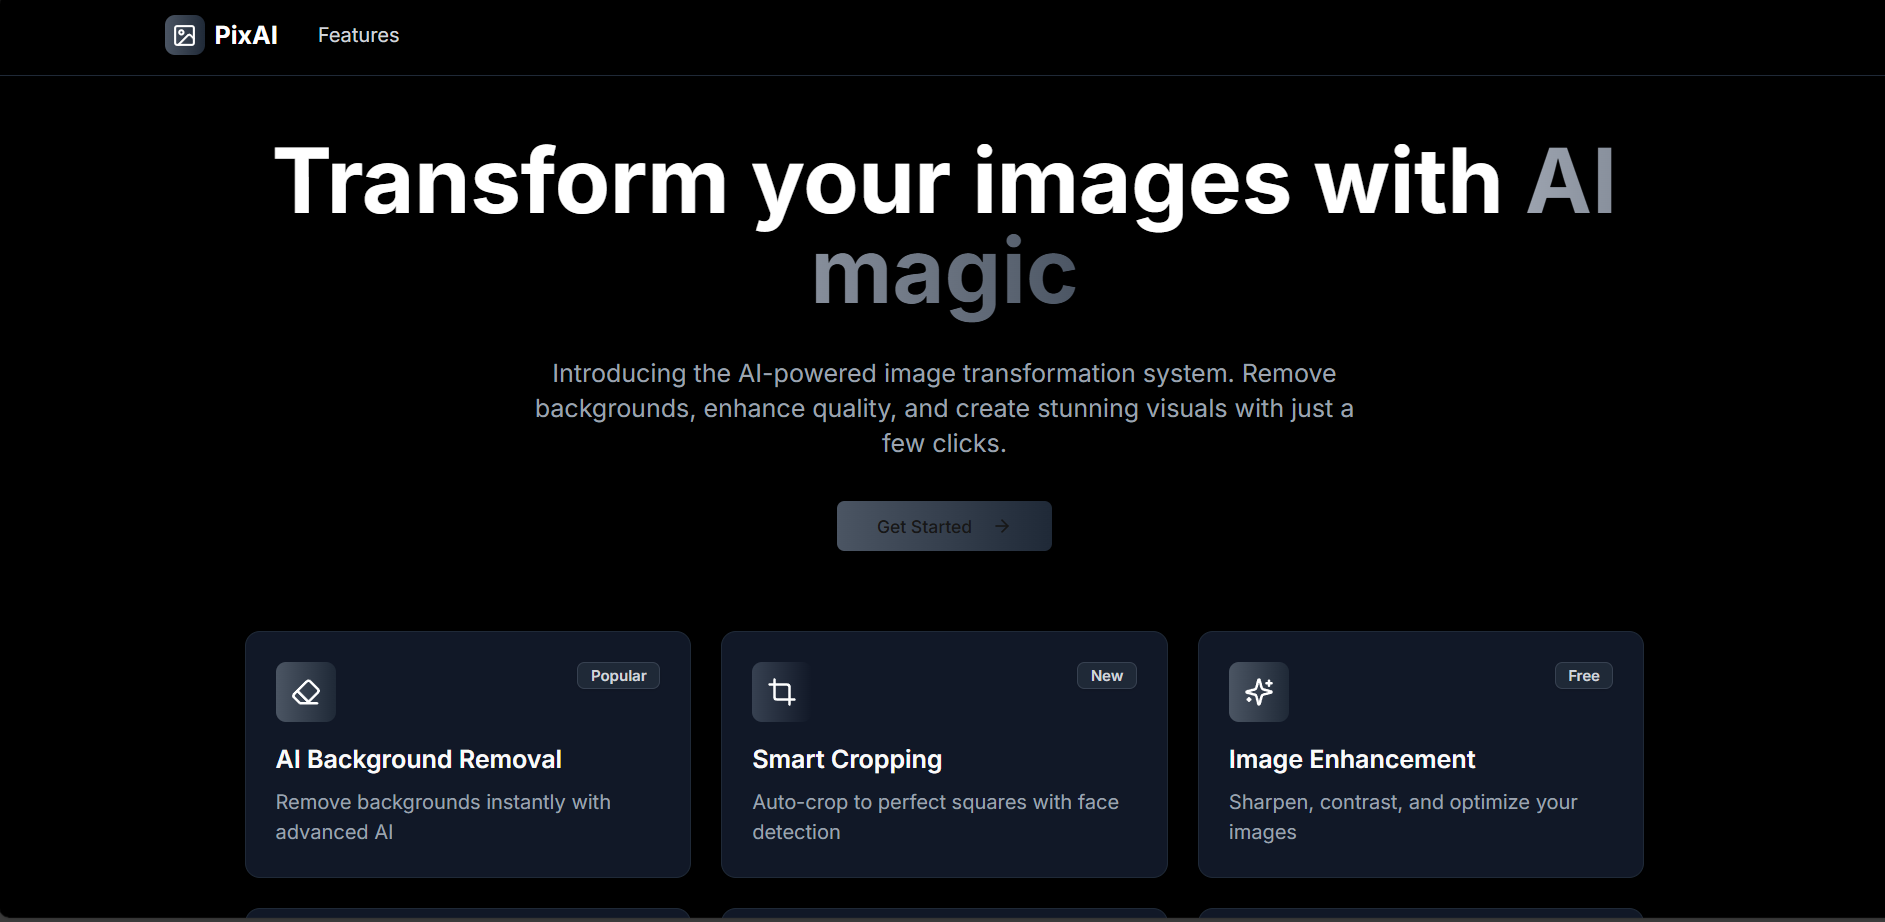 PixAI
Features
Transform your images with AI
magic
Introducing the AI-powered image transformation system. Remove
backgrounds, enhance quality, and create stunning visuals with just a
few clicks.
Get Started
Popular
AI Background Removal
Remove backgrounds instantly with
advanced AI
New
Smart Cropping
Auto-crop to perfect squares with face
detection
Free
Image Enhancement
Sharpen, contrast, and optimize your
images